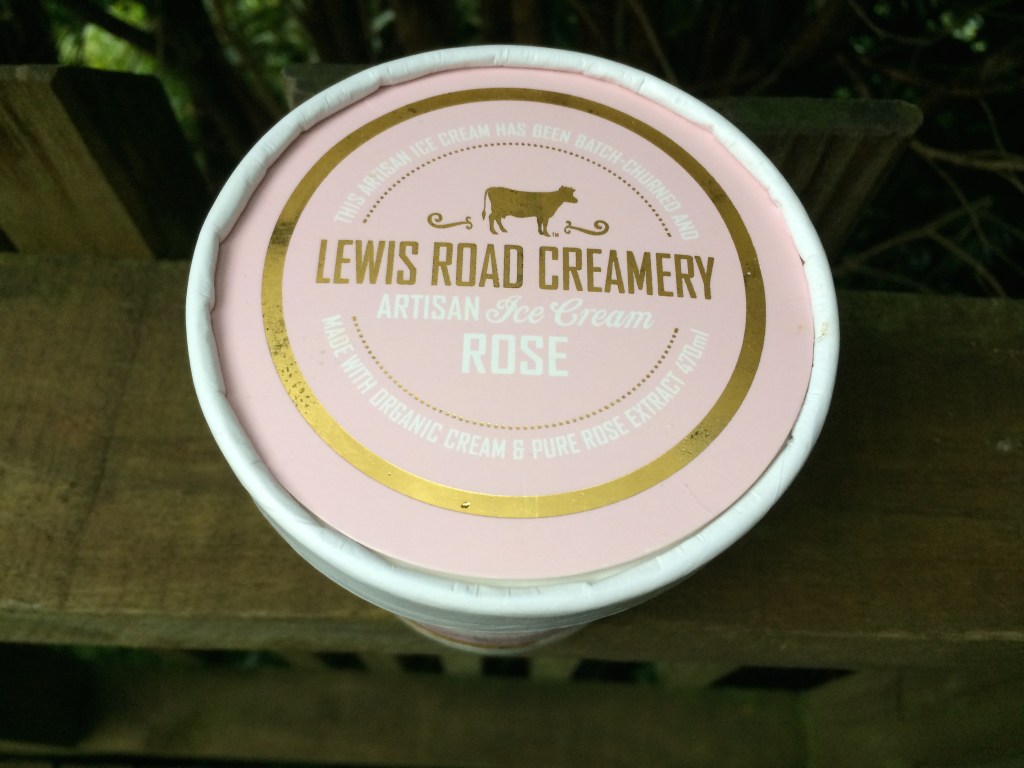 THIS ARTISAN ICE CREAM HAS BEEN BATCH-CHURNED AND
LEWIS ROAD CREAMERY™
ARTISAN Ice Cream
ROSE
MADE WITH ORGANIC CREAM & PURE ROSE EXTRACT 470ml